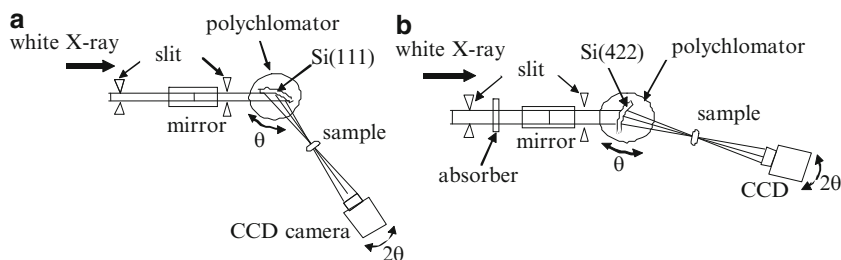 a
polychlomator
white X-ray
slit
Si(111)
mirror
θ
sample
CCD camera
2θ
b
white X-ray
slit
Si(422)
polychlomator
sample
mirror
θ
absorber
CCD
2θ